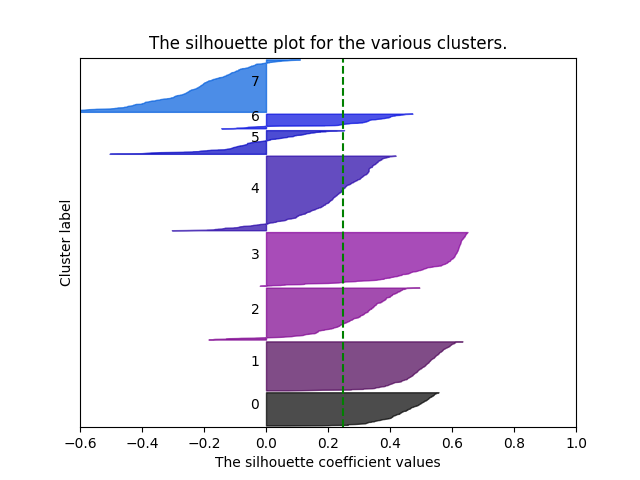 The silhouette plot for the various clusters.
7
6
5
4
3
2
1
0
Cluster label
−0.6 −0.4 −0.2 0.0 0.2 0.4 0.6 0.8 1.0
The silhouette coefficient values